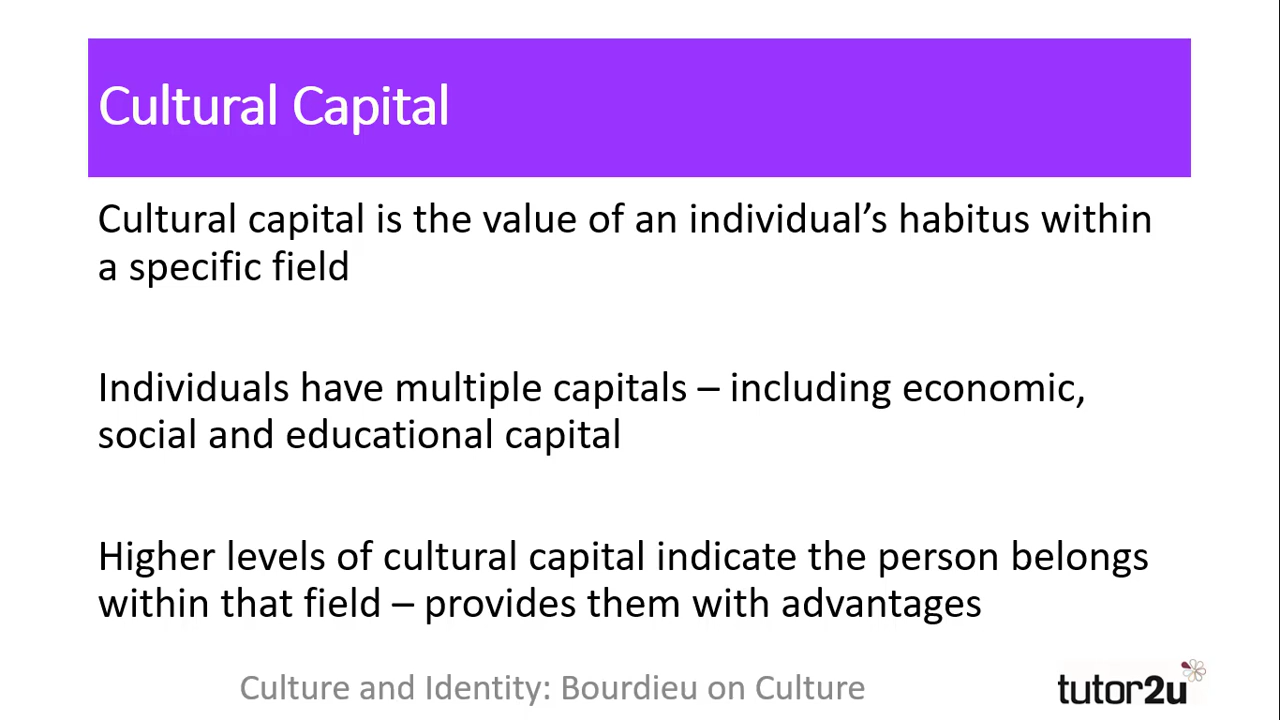 Cultural Capital
Cultural capital is the value of an individual’s habitus within
a specific field
Individuals have multiple capitals – including economic,
social and educational capital
Higher levels of cultural capital indicate the person belongs
within that field – provides them with advantages
Culture and Identity: Bourdieu on Culture
tutor2u